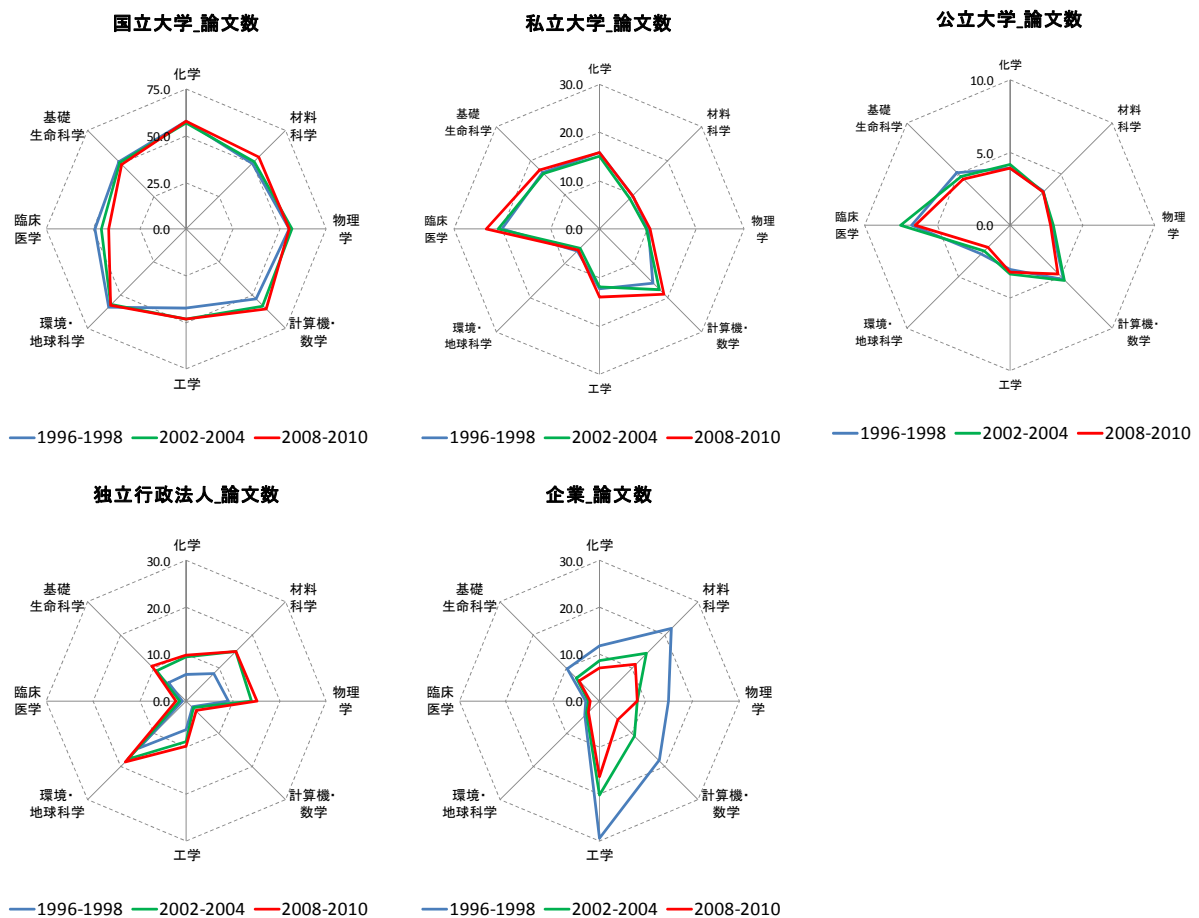 国立大学_論文数
化学
75.0
50.0
25.0
0.0
材料
科学
物理
学
計算機・
数学
工学
環境・
地球科学
臨床
医学
基礎
生命科学
1996-1998 2002-2004 2008-2010
私立大学_論文数
化学
30.0
20.0
10.0
0.0
材料
科学
物理
学
計算機・
数学
工学
環境・
地球科学
臨床
医学
基礎
生命科学
1996-1998 2002-2004 2008-2010
公立大学_論文数
化学
10.0
5.0
0.0
材料
科学
物理
学
計算機・
数学
工学
環境・
地球科学
臨床
医学
基礎
生命科学
1996-1998 2002-2004 2008-2010
独立行政法人_論文数
化学
30.0
20.0
10.0
0.0
材料
科学
物理
学
計算機・
数学
工学
環境・
地球科学
臨床
医学
基礎
生命科学
1996-1998 2002-2004 2008-2010
企業_論文数
化学
30.0
20.0
10.0
0.0
材料
科学
物理
学
計算機・
数学
工学
環境・
地球科学
臨床
医学
基礎
生命科学
1996-1998 2002-2004 2008-2010